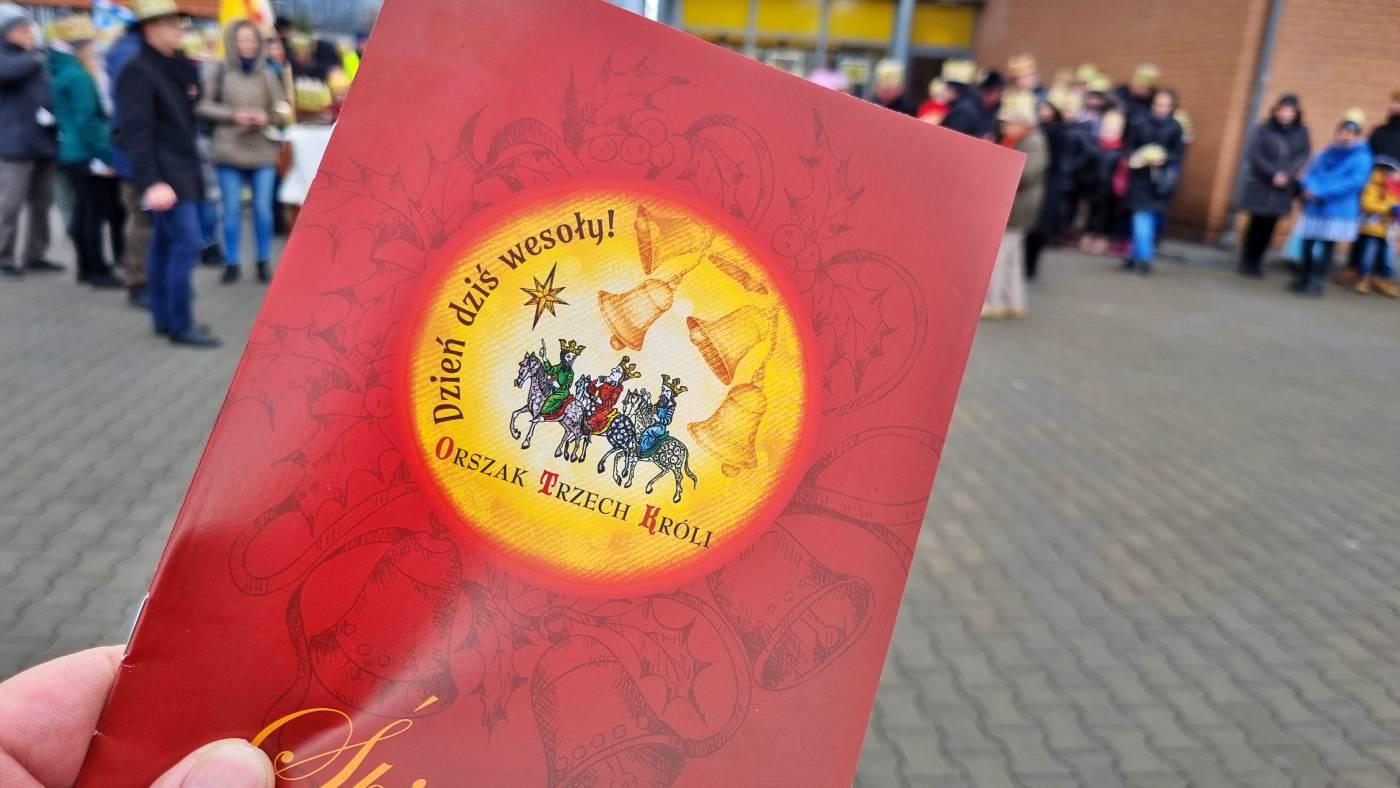 Dzień dziś wesoły!
ORSZAK TRZECH KRÓLI